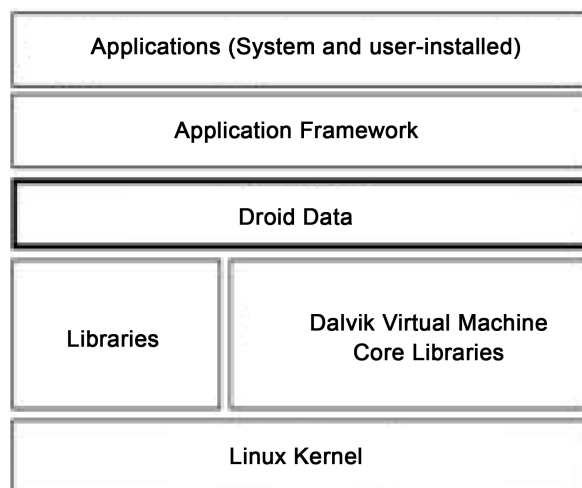 Applications (System and user-installed)
Application Framework
Droid Data
Libraries
Dalvik Virtual Machine
Core Libraries
Linux Kernel